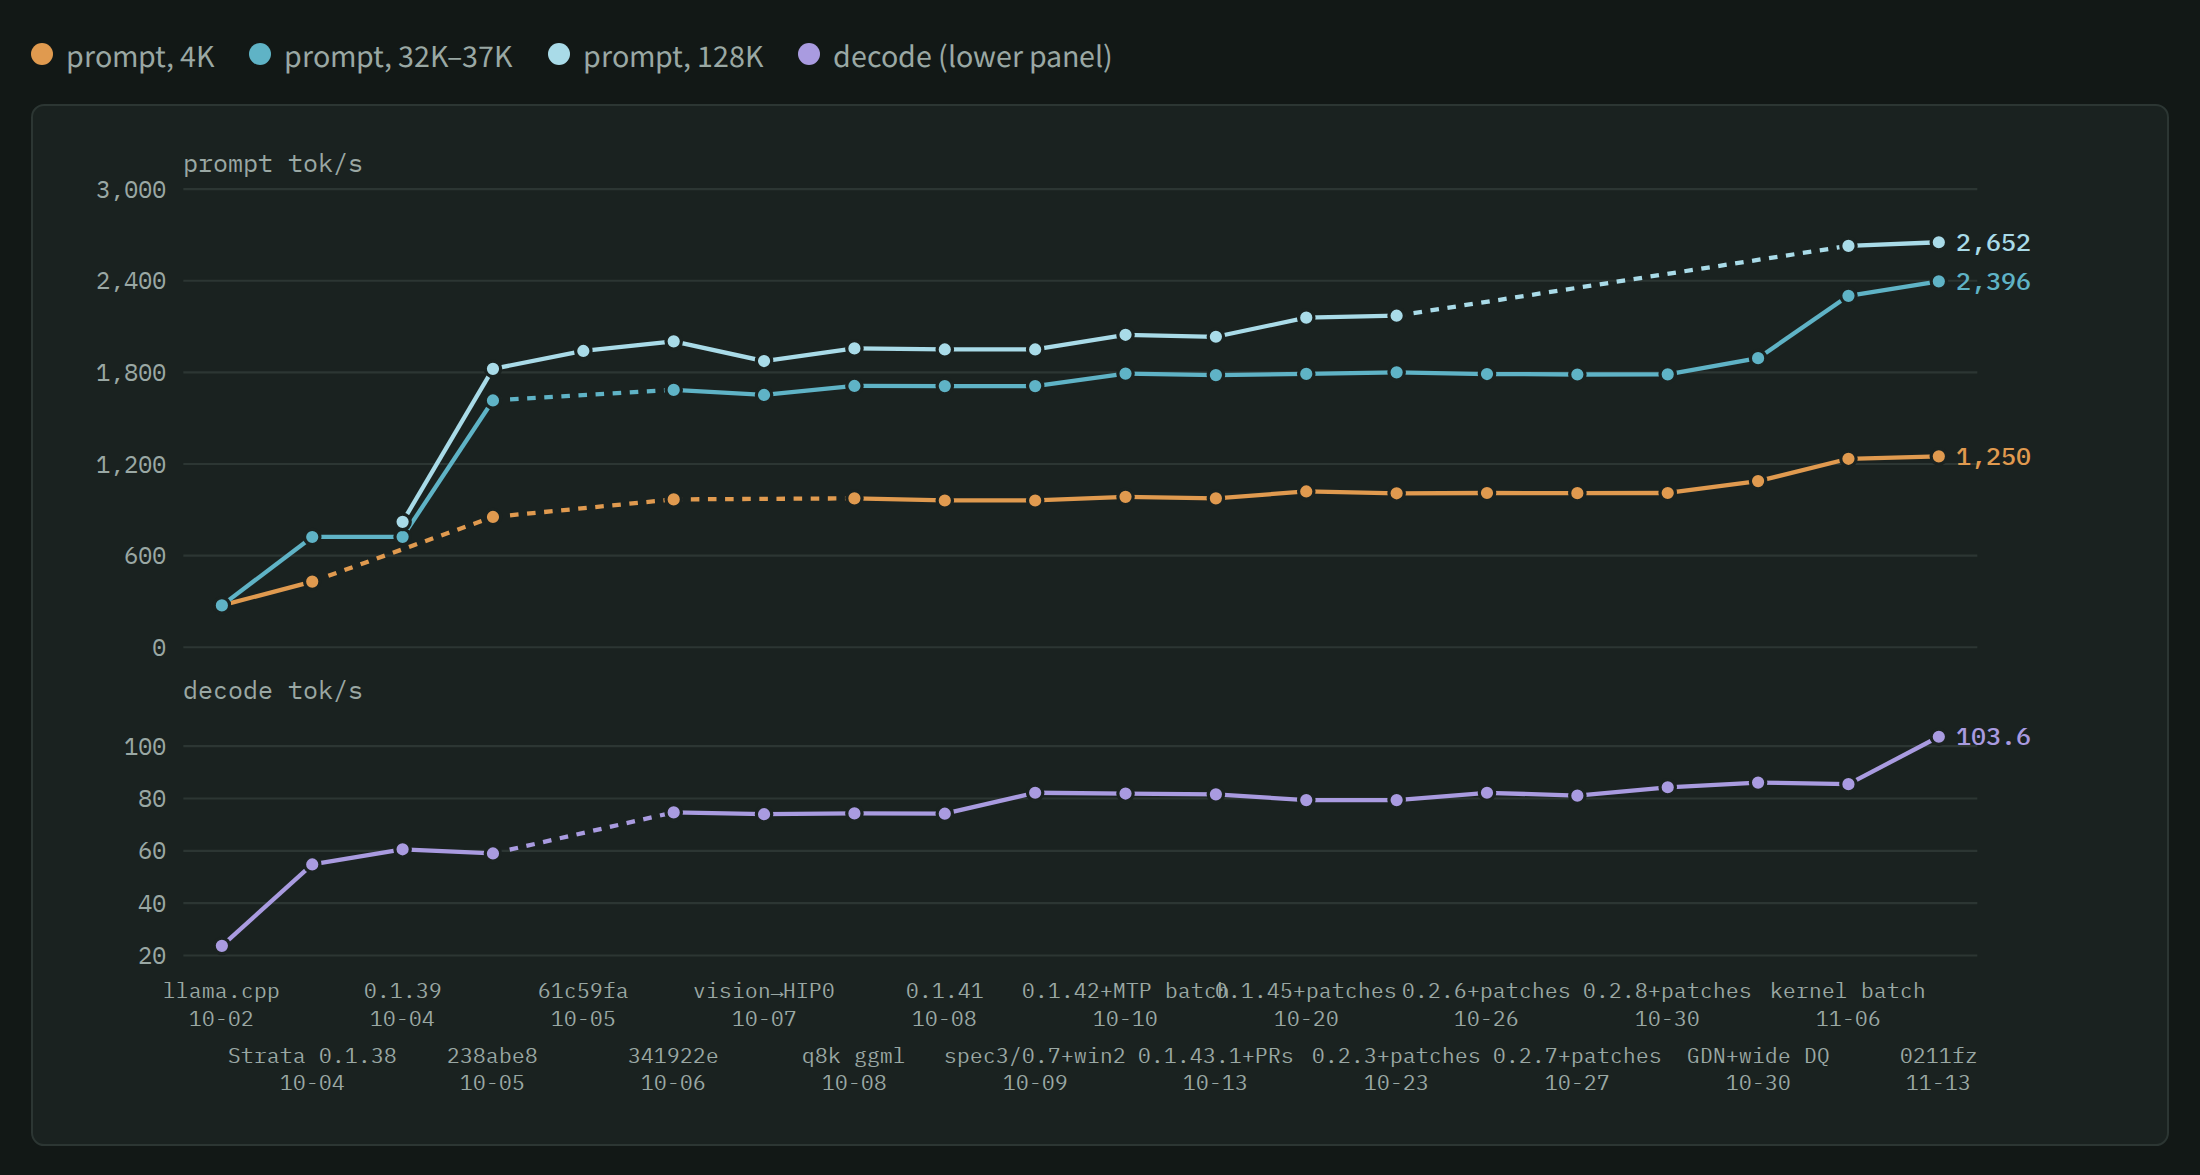 prompt, 4K
prompt, 32K–37K
prompt, 128K
decode (lower panel)
prompt tok/s
3,000
2,400
1,800
1,200
600
0
2,652
2,396
1,250
decode tok/s
100
80
60
40
20
103.6
llama.cpp
10-02
Strata 0.1.38
10-04
0.1.39
10-04
238abe8
10-05
61c59fa
10-05
341922e
10-06
vision→HIP0
10-07
q8k ggml
10-08
0.1.41
10-08
spec3/0.7+win2
10-09
0.1.42+MTP batch
10-10
0.1.43.1+PRs
10-13
0.1.45+patches
10-20
0.2.3+patches
10-23
0.2.6+patches
10-26
0.2.7+patches
10-27
0.2.8+patches
10-30
GDN+wide DQ
10-30
kernel batch
11-06
0211fz
11-13